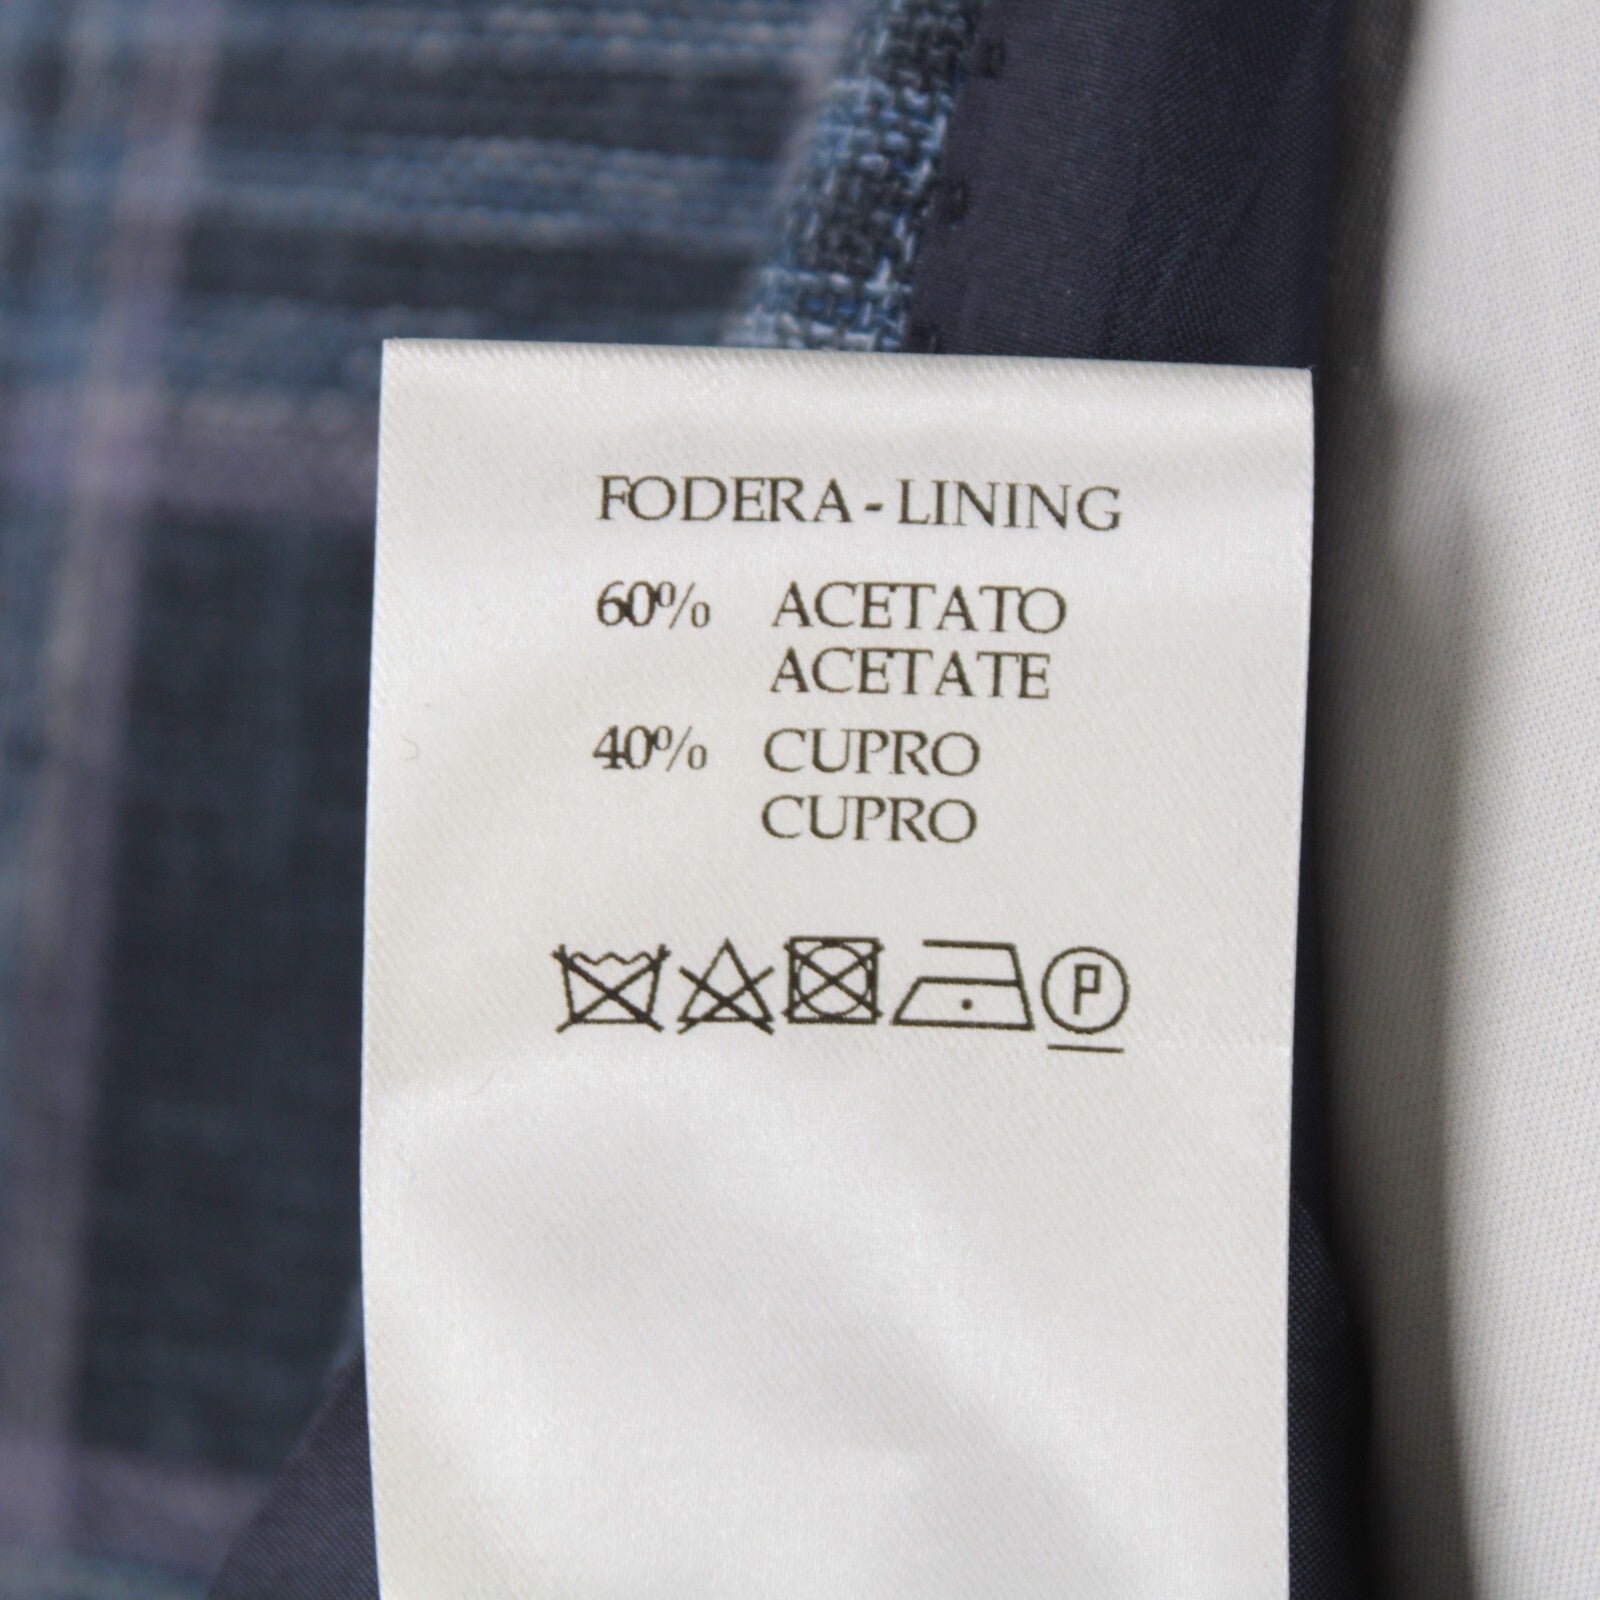 FODERA - LINING
60% ACETATO
ACETATE
40% CUPRO
CUPRO
P